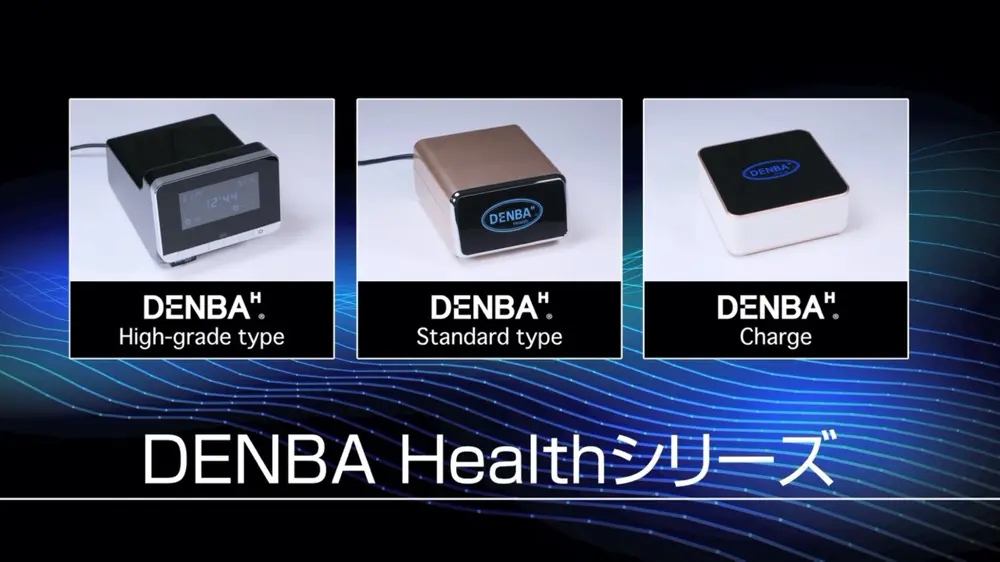 12:44
DENBA H
DENBA
DENBA H ®
High-grade type
DENBA H ®
Standard type
DENBA H ®
Charge
DENBA Healthシリーズ